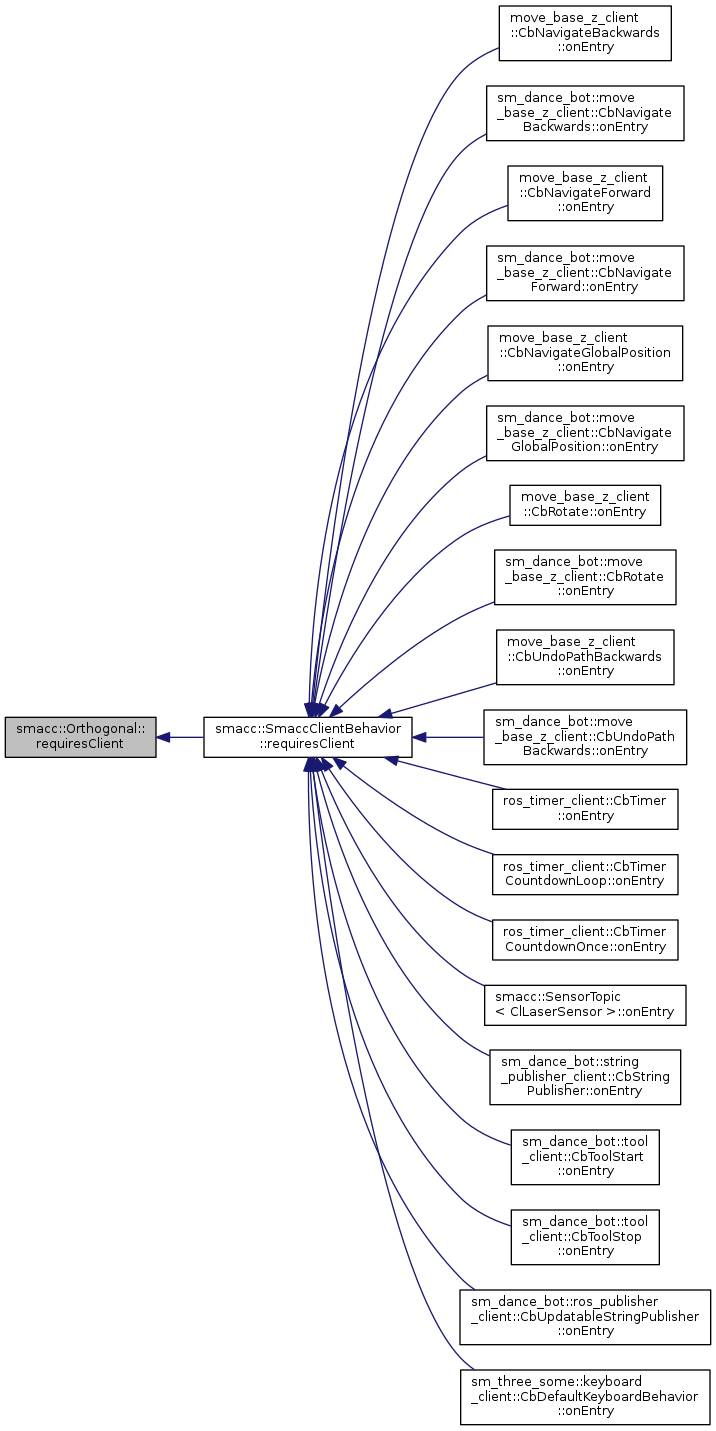 move_base_z_client
::CbNavigateBackwards
::onEntry
sm_dance_bot::move
_base_z_client::CbNavigate
Backwards::onEntry
move_base_z_client
::CbNavigateForward
::onEntry
sm_dance_bot::move
_base_z_client::CbNavigate
Forward::onEntry
move_base_z_client
::CbNavigateGlobalPosition
::onEntry
sm_dance_bot::move
_base_z_client::CbNavigate
GlobalPosition::onEntry
move_base_z_client
::CbRotate::onEntry
sm_dance_bot::move
_base_z_client::CbRotate
::onEntry
move_base_z_client
::CbUndoPathBackwards
::onEntry
smacc::Orthogonal::
requiresClient
smacc::SmaccClientBehavior
::requiresClient
sm_dance_bot::move
_base_z_client::CbUndoPath
Backwards::onEntry
ros_timer_client::CbTimer
::onEntry
ros_timer_client::CbTimer
CountdownLoop::onEntry
ros_timer_client::CbTimer
CountdownOnce::onEntry
smacc::SensorTopic
< ClLaserSensor >::onEntry
sm_dance_bot::string
_publisher_client::CbString
Publisher::onEntry
sm_dance_bot::tool
_client::CbToolStart
::onEntry
sm_dance_bot::tool
_client::CbToolStop
::onEntry
sm_dance_bot::ros_publisher
_client::CbUpdatableStringPublisher
::onEntry
sm_three_some::keyboard
_client::CbDefaultKeyboardBehavior
::onEntry